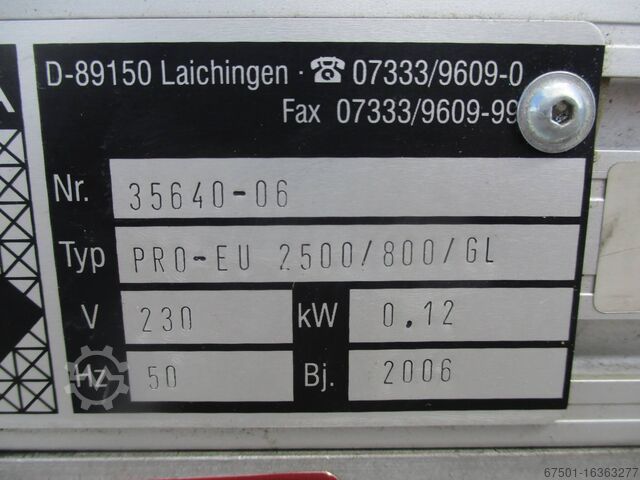 D-89150 Laichingen · ☎ 07333/9609-0
Fax 07333/9609-99
Nr. 35640-06
Typ PRO-EU 2500/800/GL
V 230 kW 0.12
Hz 50 Bj. 2006
67501-16363277